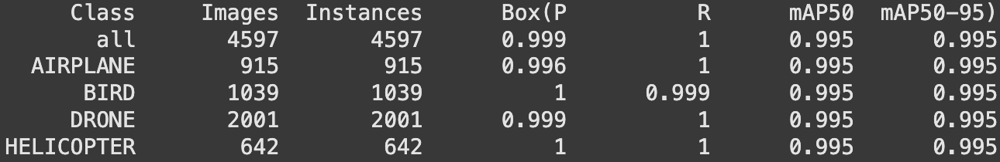 Class Images Instances Box(P R mAP50 mAP50-95)
all 4597 4597 0.999 1 0.995 0.995
AIRPLANE 915 915 0.996 1 0.995 0.995
BIRD 1039 1039 1 0.999 0.995 0.995
DRONE 2001 2001 0.999 1 0.995 0.995
HELICOPTER 642 642 1 1 0.995 0.995